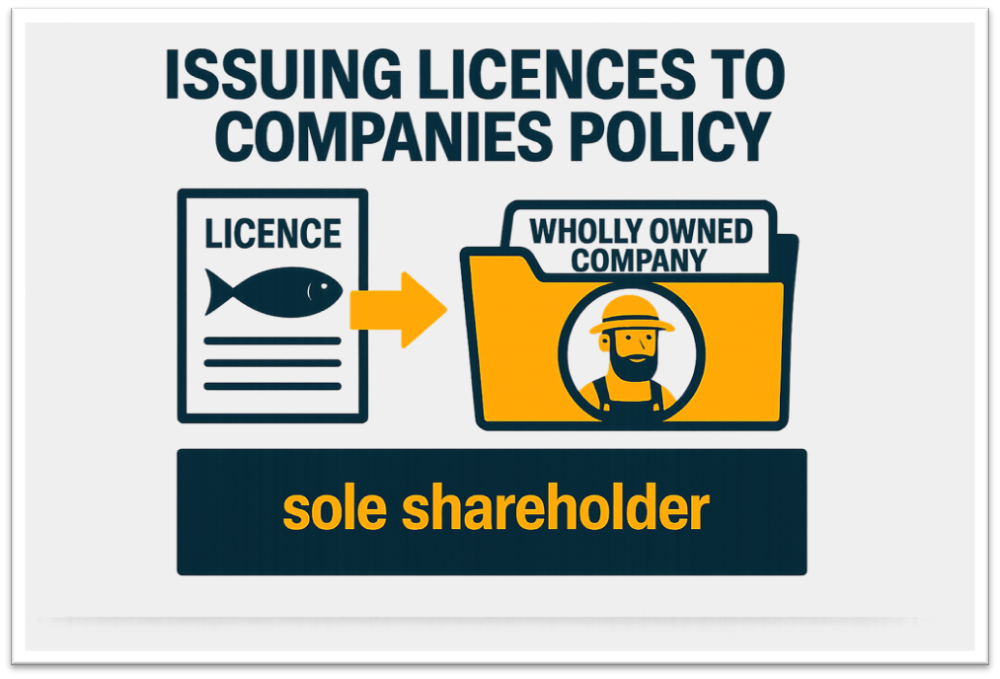 ISSUING LICENCES TO
COMPANIES POLICY
LICENCE
WHOLLY OWNED
COMPANY
sole shareholder